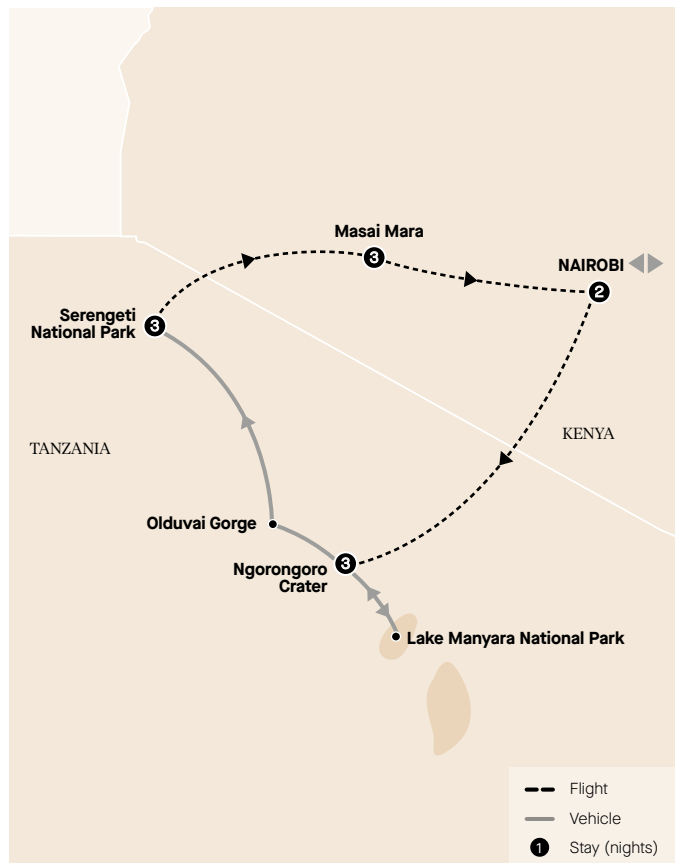 Masai Mara
3
NAIROBI
2
Serengeti
National Park
3
KENYA
TANZANIA
Olduvai Gorge
Ngorongoro
Crater
3
Lake Manyara National Park
Flight
Vehicle
1 Stay (nights)